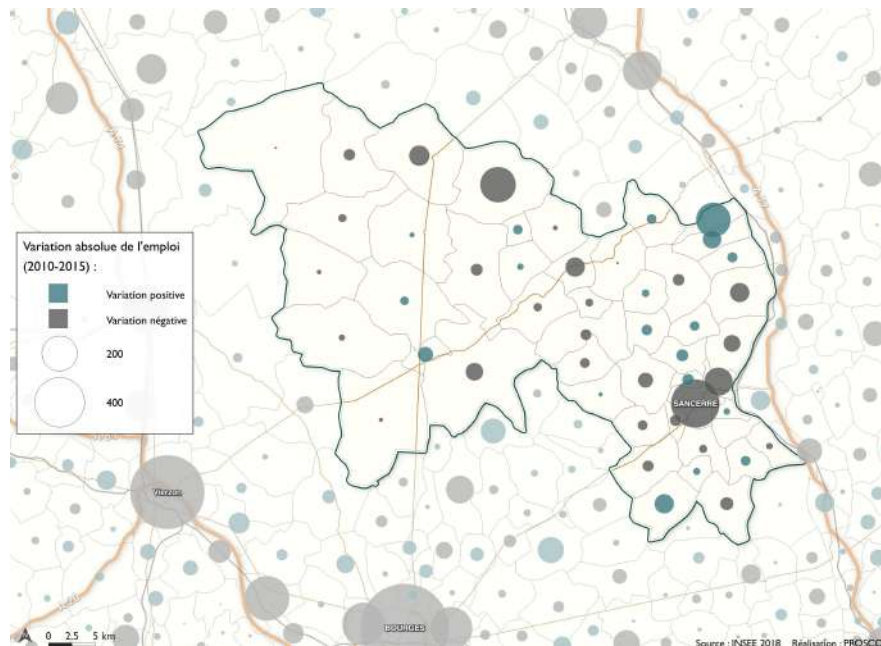 Variation absolue de l'emploi
(2010-2015) :
Variation positive
Variation négative
200
400
SANCERRE
Vierzon
BOURGES
0 2.5 5 km
Source : INSEE 2018 Réalisation : PROSCO